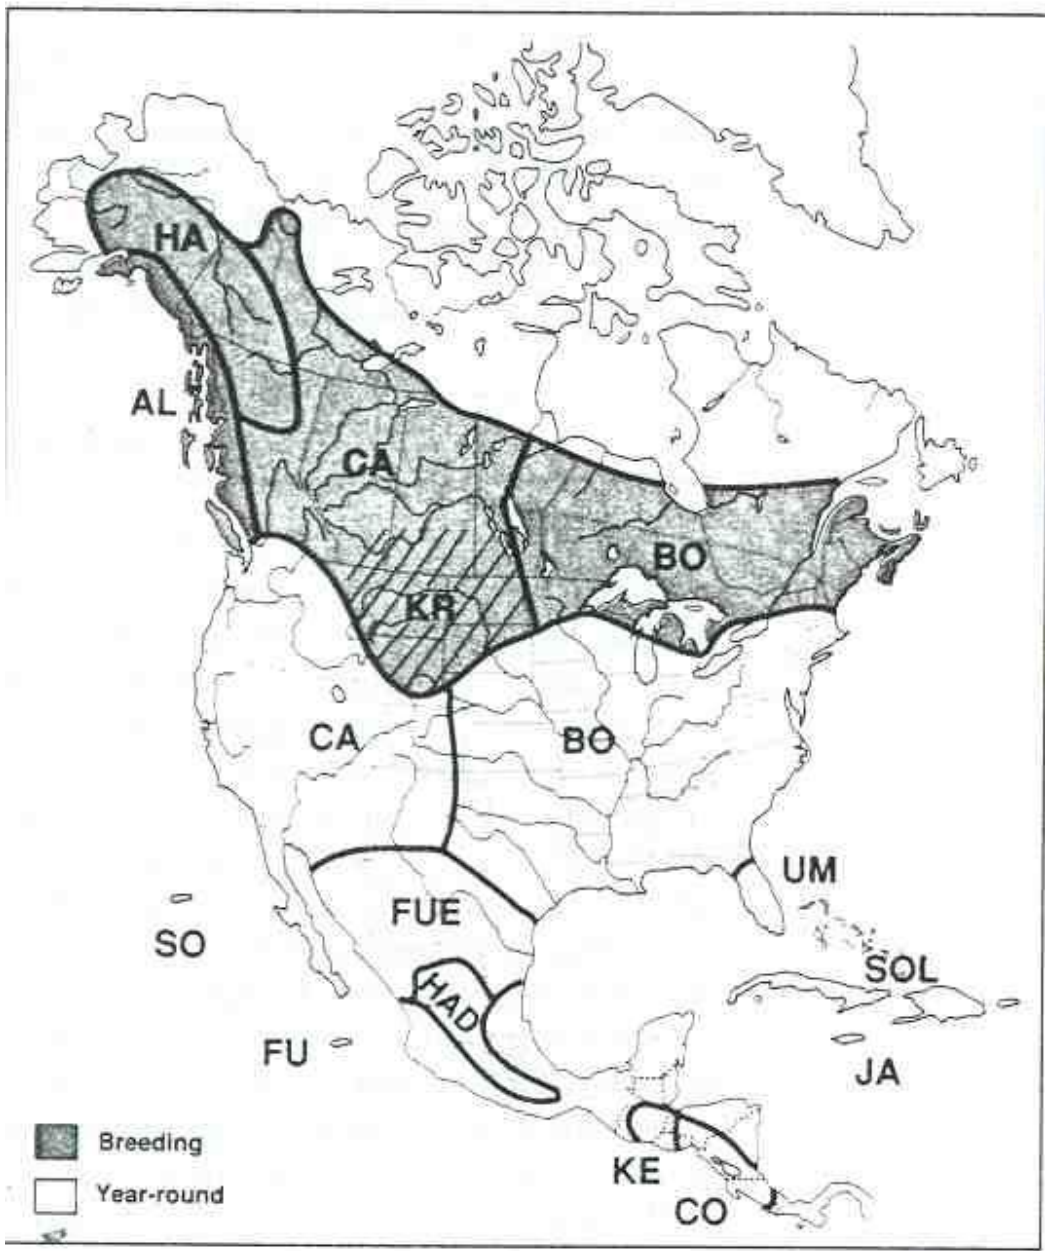 HA
AL
CA
BO
KR
CA
BO
UM
FUE
SO
SOL
HAD
FU
JA
Breeding
KE
Year-round
CO